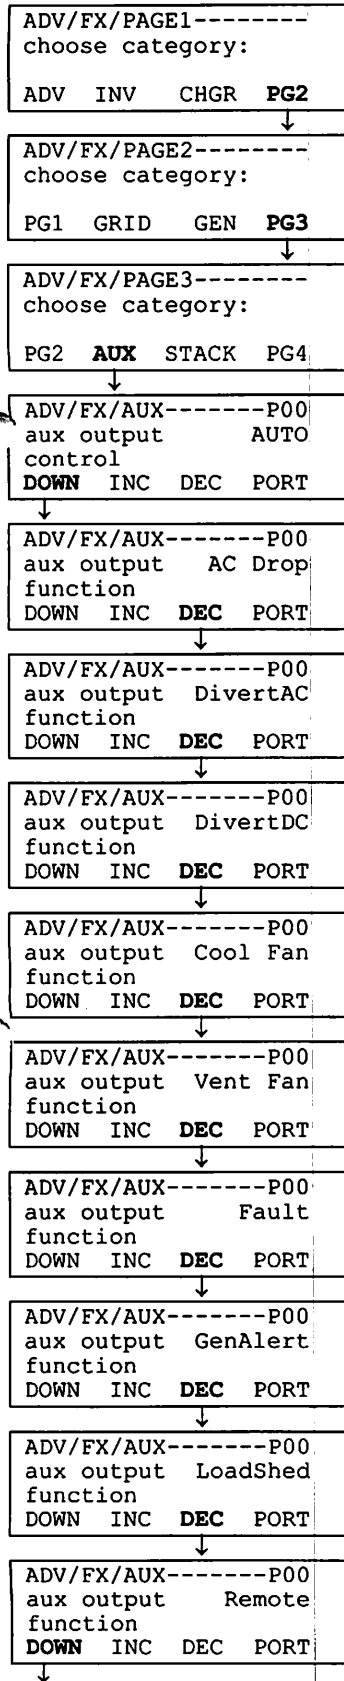 ADV/FX/PAGE1--------
choose category:
ADV INV CHGR PG2
↓
ADV/FX/PAGE2--------
choose category:
PG1 GRID GEN PG3
↓
ADV/FX/PAGE3--------
choose category:
PG2 AUX STACK PG4
↓
ADV/FX/AUX-------P00
aux output AUTO
control
DOWN INC DEC PORT
↓
ADV/FX/AUX-------P00
aux output AC Drop
function
DOWN INC DEC PORT
↓
ADV/FX/AUX-------P00
aux output DivertAC
function
DOWN INC DEC PORT
↓
ADV/FX/AUX-------P00
aux output DivertDC
function
DOWN INC DEC PORT
↓
ADV/FX/AUX-------P00
aux output Cool Fan
function
DOWN INC DEC PORT
↓
ADV/FX/AUX-------P00
aux output Vent Fan
function
DOWN INC DEC PORT
↓
ADV/FX/AUX-------P00
aux output Fault
function
DOWN INC DEC PORT
↓
ADV/FX/AUX-------P00
aux output GenAlert
function
DOWN INC DEC PORT
↓
ADV/FX/AUX-------P00
aux output LoadShed
function
DOWN INC DEC PORT
↓
ADV/FX/AUX-------P00
aux output Remote
function
DOWN INC DEC PORT
↓